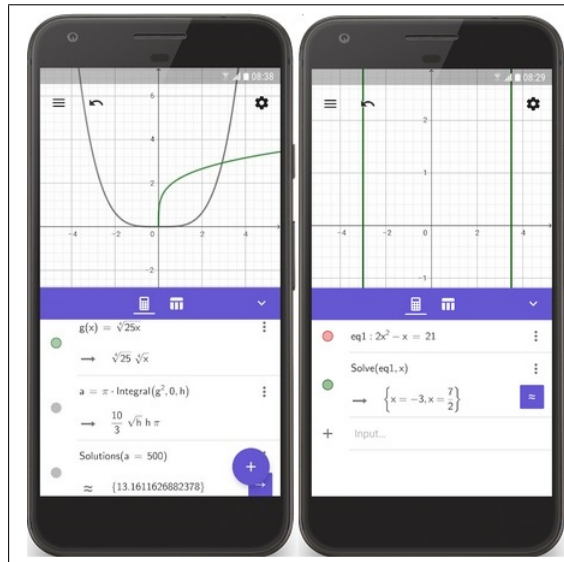 08:38
6
4
2
-4
-2
0
2
4
-2
g(x) = ∜25x
→ ∜25 ∜x
a = π · Integral(g², 0, h)
→ 10/3 √h h π
Solutions(a = 500)
≈ {13.1611626882378}
+
→
08:29
2
1
-4
-2
0
2
4
-1
eq1 : 2x² − x = 21
Solve(eq1, x)
→ {x = −3, x = 7/2}
≈
+ Input...